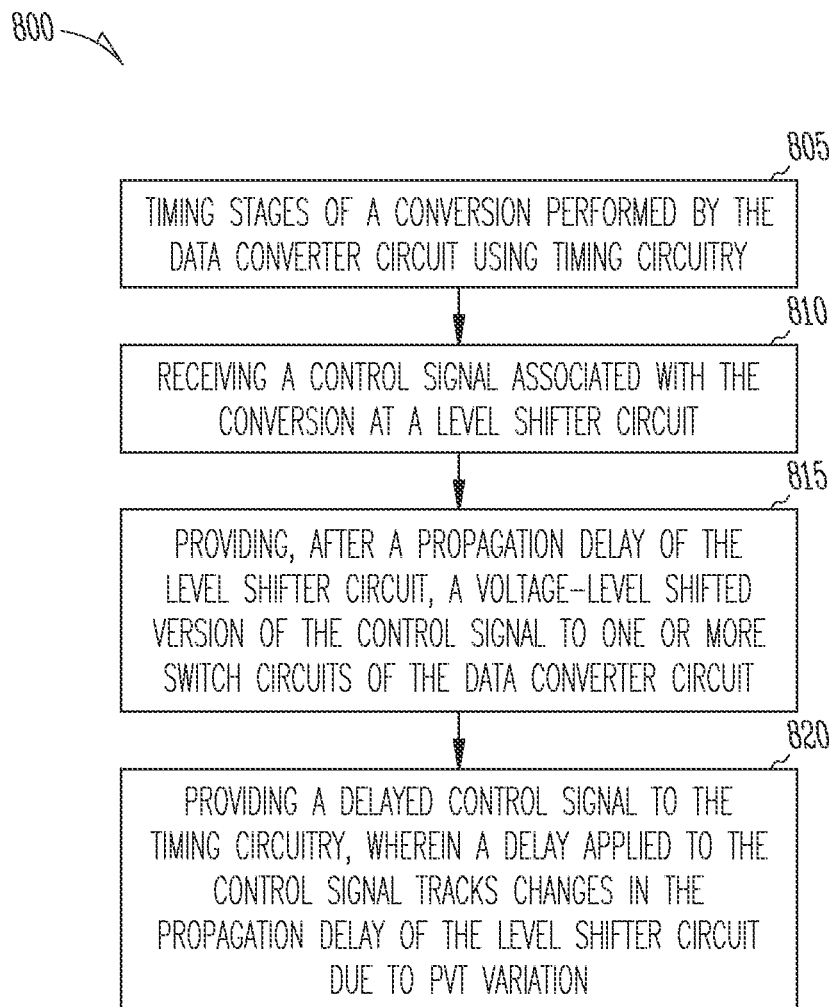 800
805
TIMING STAGES OF A CONVERSION PERFORMED BY THE
DATA CONVERTER CIRCUIT USING TIMING CIRCUITRY
810
RECEIVING A CONTROL SIGNAL ASSOCIATED WITH THE
CONVERSION AT A LEVEL SHIFTER CIRCUIT
815
PROVIDING, AFTER A PROPAGATION DELAY OF THE
LEVEL SHIFTER CIRCUIT, A VOLTAGE-LEVEL SHIFTED
VERSION OF THE CONTROL SIGNAL TO ONE OR MORE
SWITCH CIRCUITS OF THE DATA CONVERTER CIRCUIT
820
PROVIDING A DELAYED CONTROL SIGNAL TO THE
TIMING CIRCUITRY, WHEREIN A DELAY APPLIED TO THE
CONTROL SIGNAL TRACKS CHANGES IN THE
PROPAGATION DELAY OF THE LEVEL SHIFTER CIRCUIT
DUE TO PVT VARIATION